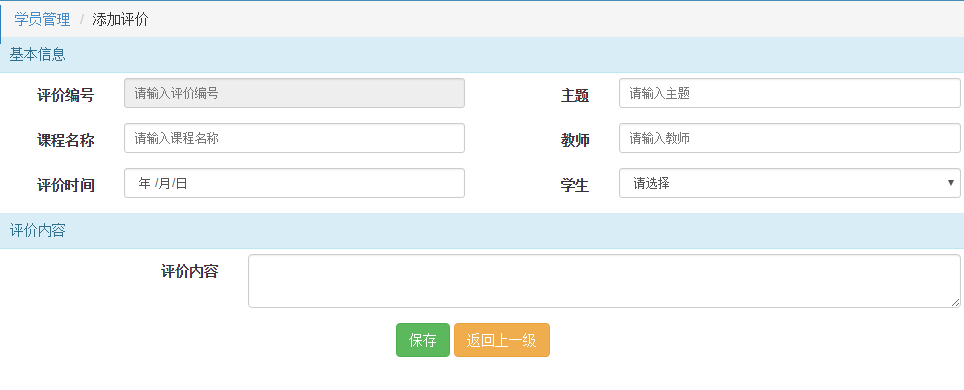 学员管理 / 添加评价
基本信息
评价编号 请输入评价编号 主题 请输入主题
课程名称 请输入课程名称 教师 请输入教师
评价时间 年 /月/日 学生 请选择
评价内容
评价内容
保存 返回上一级